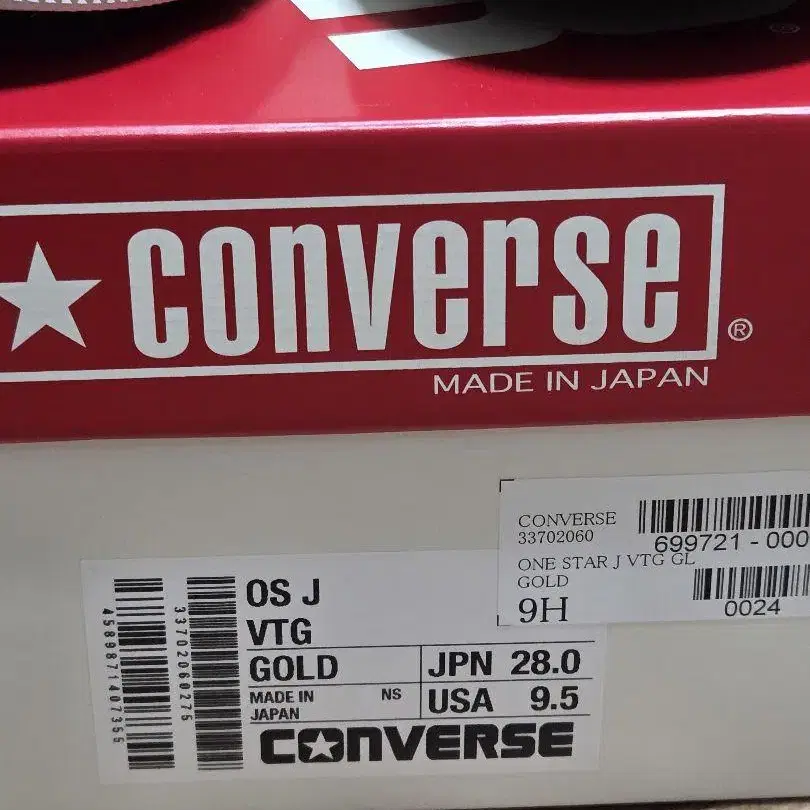 CONVERSE
®
MADE IN JAPAN
CONVERSE
33702060
699721-000
ONE STAR J VTG GL
GOLD
9H
0024
OS J
VTG
GOLD
JPN 28.0
MADE IN
JAPAN
NS
USA 9.5
CONVERSE
4589871407355
33702060275